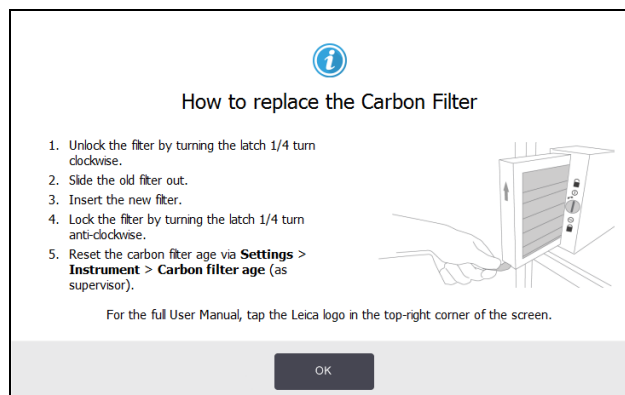 How to replace the Carbon Filter
1. Unlock the filter by turning the latch 1/4 turn
clockwise.
2. Slide the old filter out.
3. Insert the new filter.
4. Lock the filter by turning the latch 1/4 turn
anti-clockwise.
5. Reset the carbon filter age via Settings >
Instrument > Carbon filter age (as
supervisor).
For the full User Manual, tap the Leica logo in the top-right corner of the screen.
OK